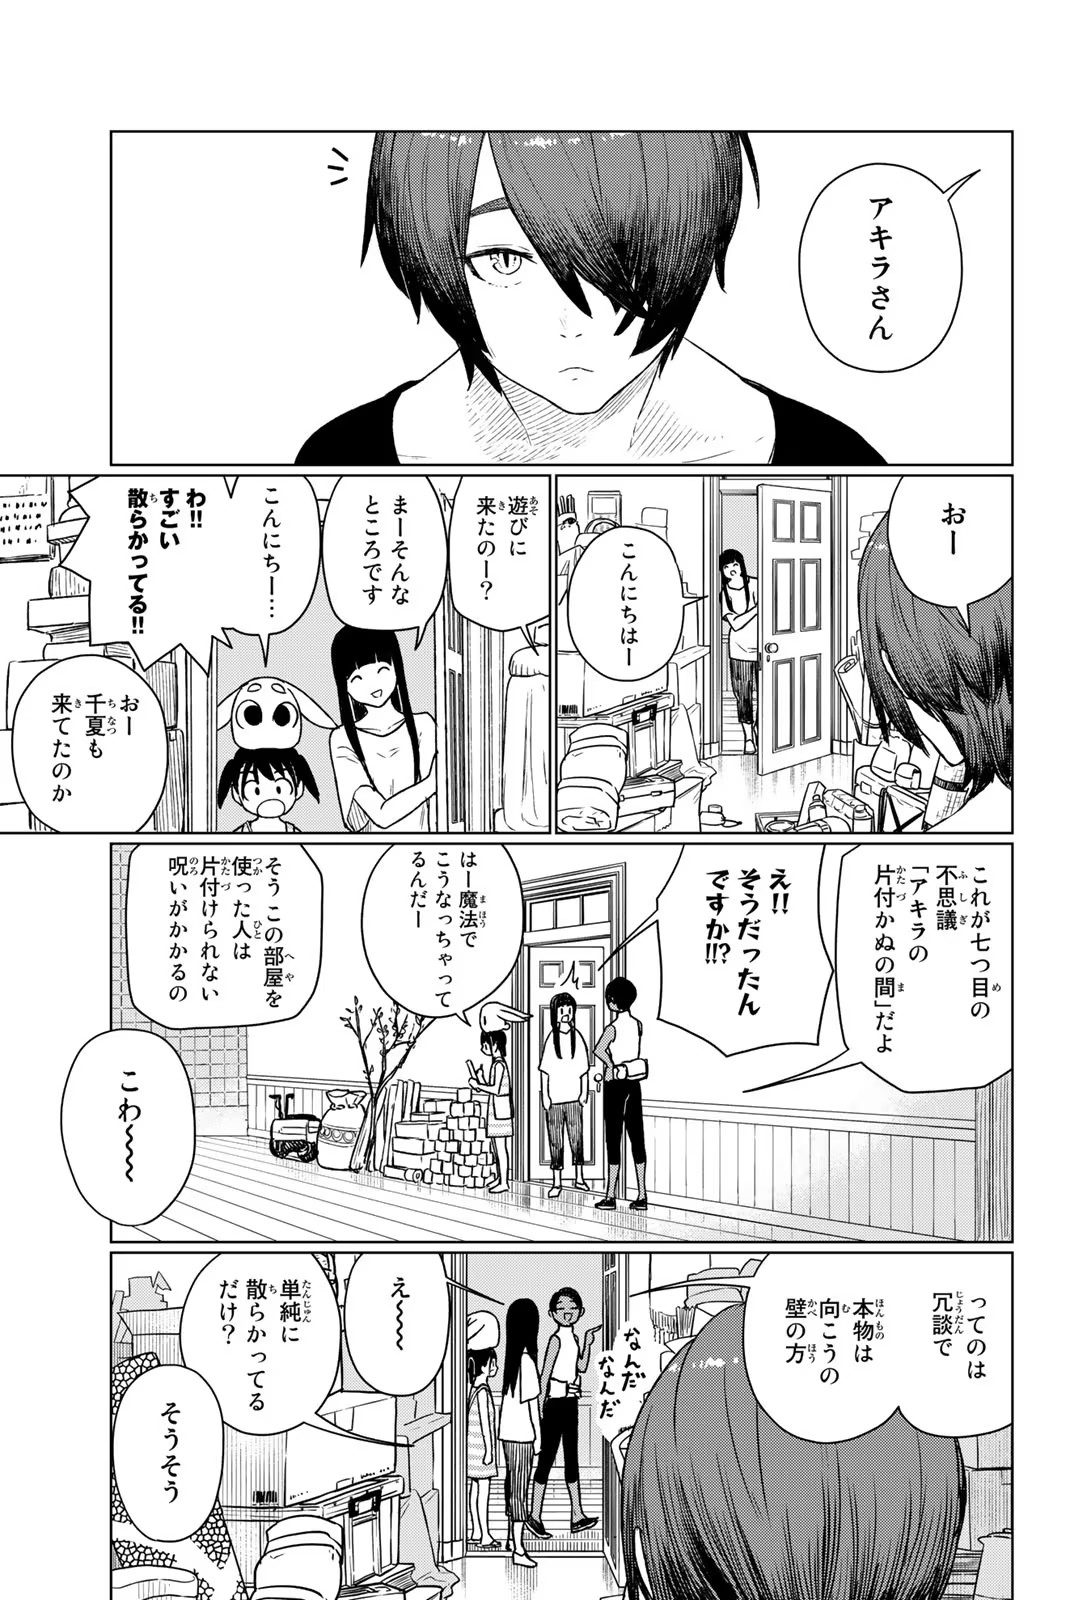 アキラさん
おー
こんにちはー
遊びに
来たのー?
まーそんな
ところです
こんにちー…
わ!!
すごい
散らかってる!!
おー
千夏も
来てたのか
これが七つ目の
不思議
「アキラの
片付かぬの間」だよ
え!!
そうだったん
ですか!!?
はー魔法で
こうなっちゃって
るんだー
そう この部屋を
使った人は
片付けられない
呪いがかかるの
こわ〜〜〜
ってのは
冗談で
本物は
向こうの
壁の方
なんだ
なんだ
え〜〜
単純に
散らかってる
だけ?
そうそう